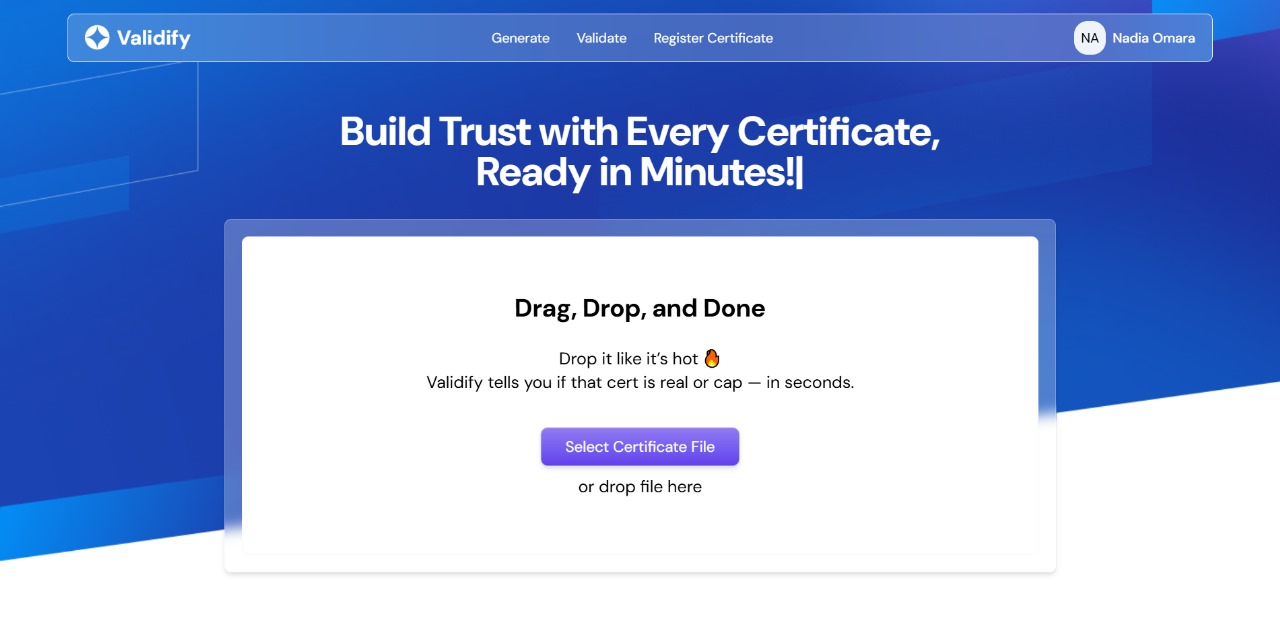 Validify
Generate
Validate
Register Certificate
NA
Nadia Omara
Build Trust with Every Certificate,
Ready in Minutes!|
Drag, Drop, and Done
Drop it like it’s hot 🔥
Validify tells you if that cert is real or cap — in seconds.
Select Certificate File
or drop file here